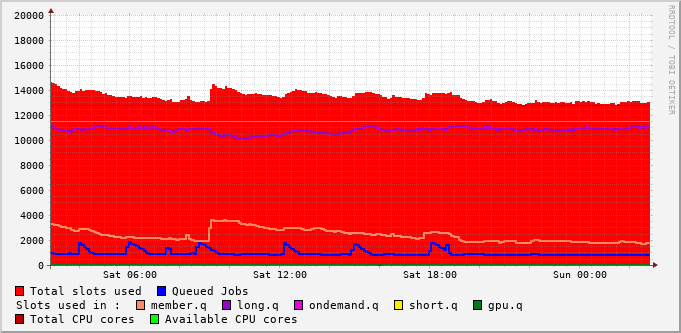 20000
18000
16000
14000
12000
10000
8000
6000
4000
2000
0
Sat 06:00 Sat 12:00 Sat 18:00 Sun 00:00
RRDTOOL / TOBI OETIKER
Total slots used Queued Jobs
Slots used in : member.q long.q ondemand.q short.q gpu.q
Total CPU cores Available CPU cores